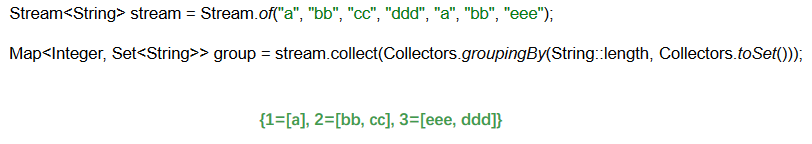 Stream<String> stream = Stream.of("a", "bb", "cc", "ddd", "a", "bb", "eee");
Map<Integer, Set<String>> group = stream.collect(Collectors.groupingBy(String::length, Collectors.toSet()));
{1=[a], 2=[bb, cc], 3=[eee, ddd]}